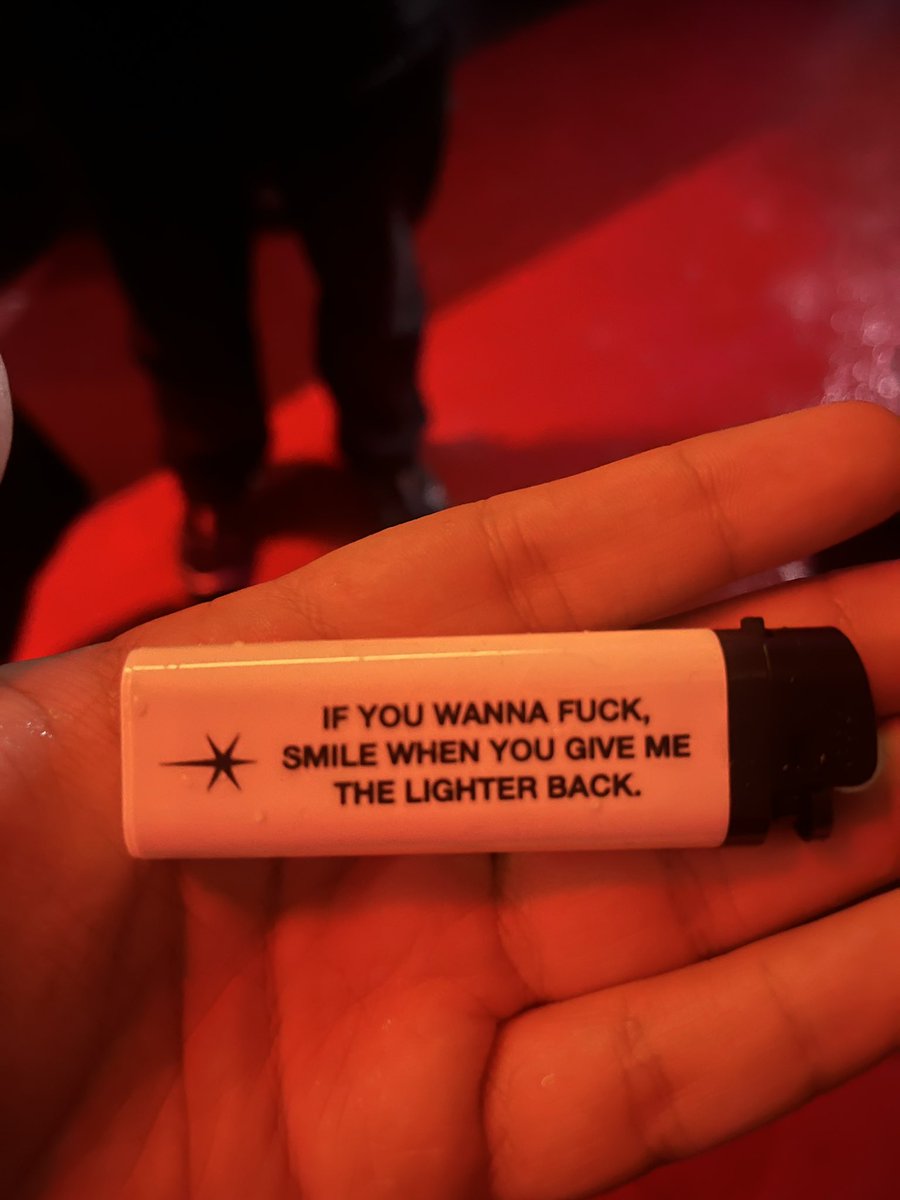 IF YOU WANNA FUCK,
SMILE WHEN YOU GIVE ME
THE LIGHTER BACK.